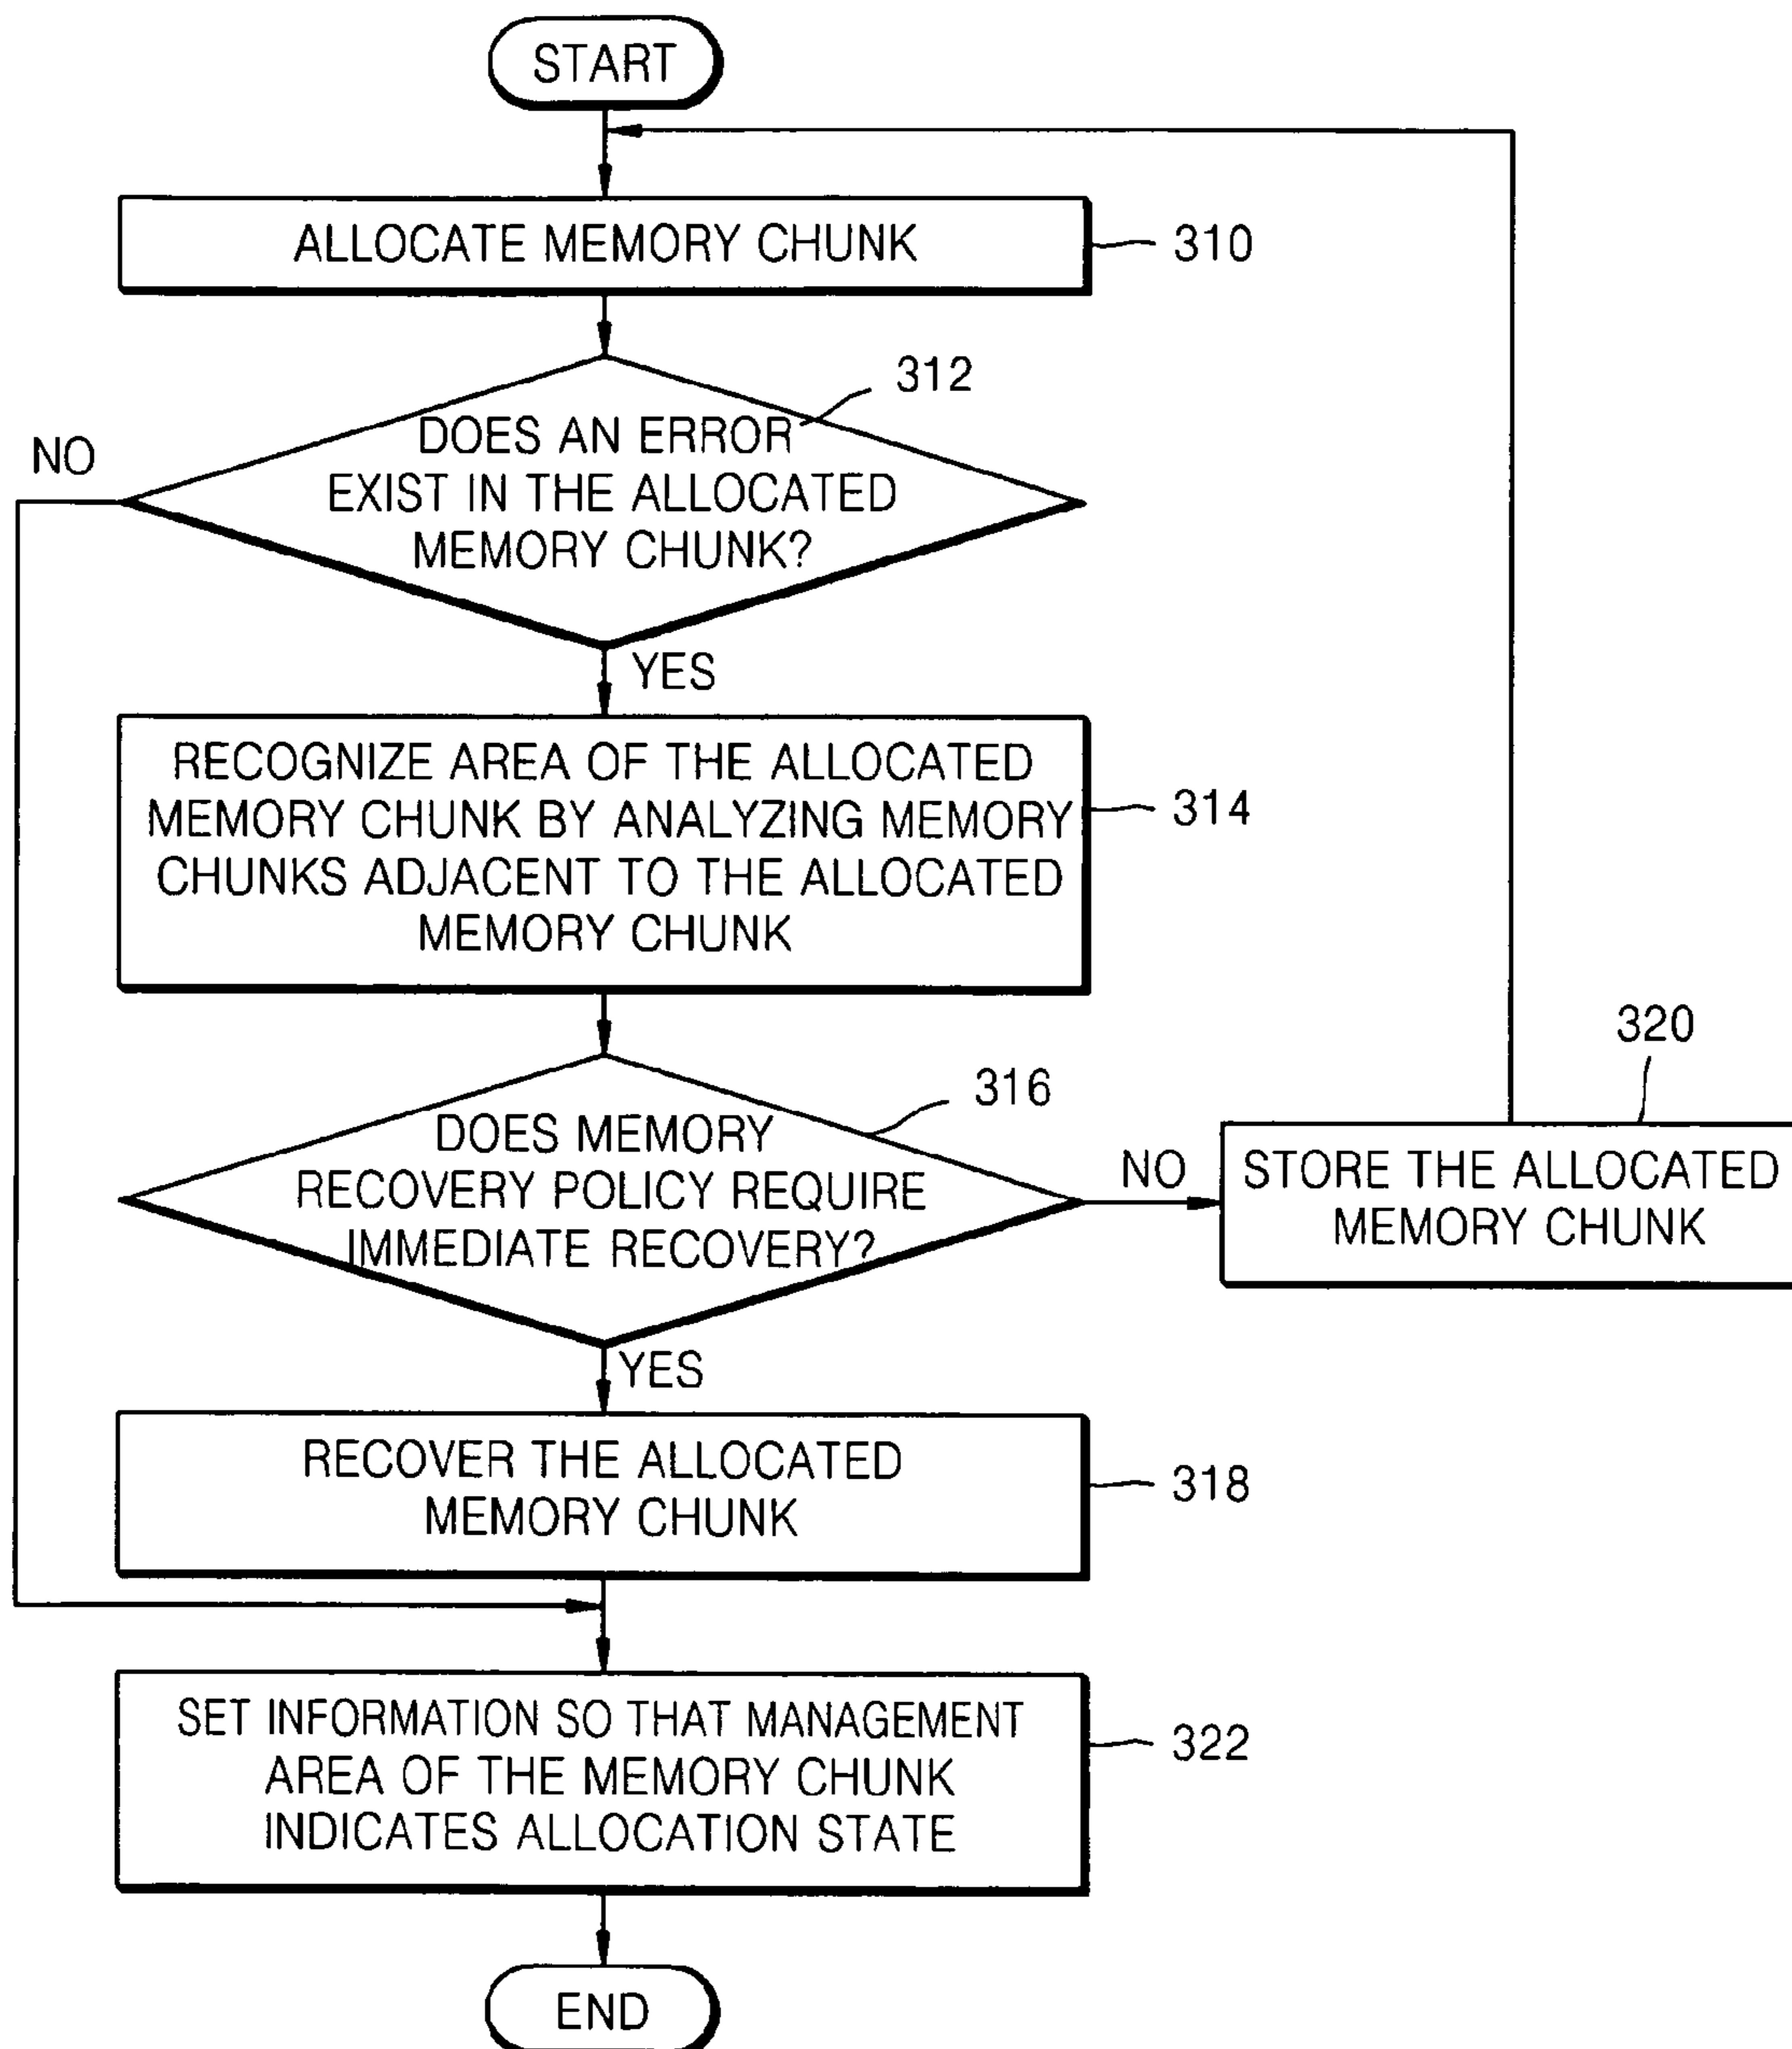 START
ALLOCATE MEMORY CHUNK
310
312
DOES AN ERROR
EXIST IN THE ALLOCATED
MEMORY CHUNK?
NO
YES
RECOGNIZE AREA OF THE ALLOCATED
MEMORY CHUNK BY ANALYZING MEMORY
CHUNKS ADJACENT TO THE ALLOCATED
MEMORY CHUNK
314
316
DOES MEMORY
RECOVERY POLICY REQUIRE
IMMEDIATE RECOVERY?
NO
320
STORE THE ALLOCATED
MEMORY CHUNK
YES
RECOVER THE ALLOCATED
MEMORY CHUNK
318
SET INFORMATION SO THAT MANAGEMENT
AREA OF THE MEMORY CHUNK
INDICATES ALLOCATION STATE
322
END